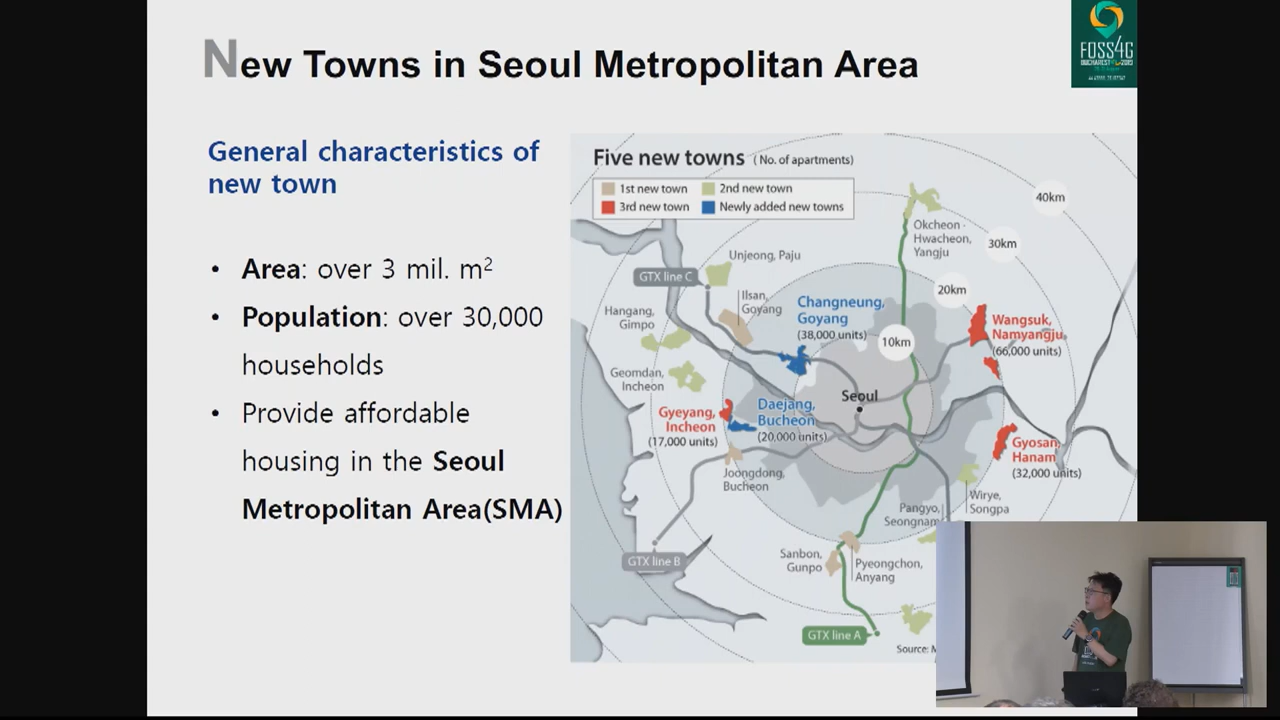 New Towns in Seoul Metropolitan Area
FOSS4G
BUCHAREST
General characteristics of
new town
• Area: over 3 mil. m²
• Population: over 30,000
households
• Provide affordable
housing in the Seoul
Metropolitan Area(SMA)
Five new towns (No. of apartments)
1st new town
2nd new town
3rd new town
Newly added new towns
40km
30km
20km
10km
Okcheon ·
Hwacheon,
Yangju
Unjeong, Paju
GTX line C
Ilsan,
Goyang
Hangang,
Gimpo
Changneung,
Goyang
(38,000 units)
Wangsuk,
Namyangju
(66,000 units)
Geomdan,
Incheon
Seoul
Gyeyang,
Incheon
(17,000 units)
Daejang,
Bucheon
(20,000 units)
Gyosan,
Hanam
(32,000 units)
Joongdong,
Bucheon
Wirye,
Songpa
Pangyo,
Seongnam
GTX line B
Sanbon,
Gunpo
Pyeongchon,
Anyang
GTX line A
Source: M